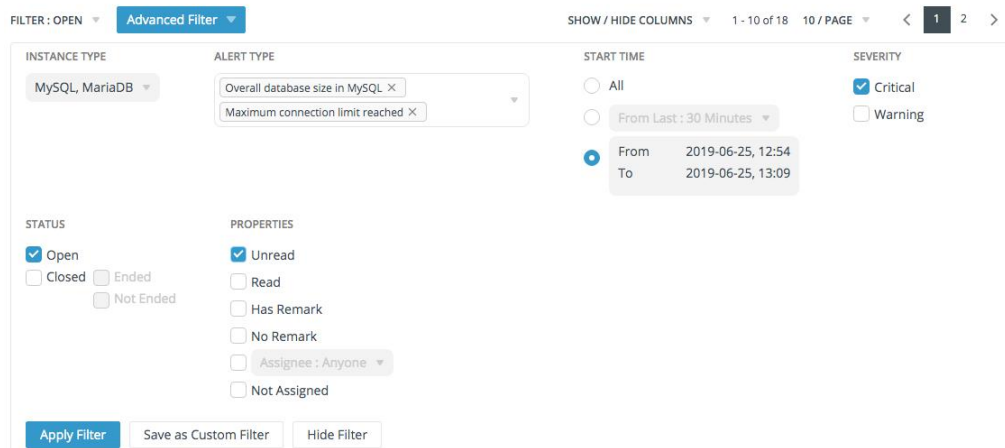 FILTER : OPEN Advanced Filter SHOW / HIDE COLUMNS 1 - 10 of 18 10 / PAGE 1 2
INSTANCE TYPE ALERT TYPE START TIME SEVERITY
MySQL, MariaDB Overall database size in MySQL All Critical
Maximum connection limit reached From Last : 30 Minutes Warning
From 2019-06-25, 12:54
To 2019-06-25, 13:09
STATUS PROPERTIES
Open Unread
Closed Ended Read
Not Ended Has Remark
No Remark
Assignee : Anyone
Not Assigned
Apply Filter Save as Custom Filter Hide Filter